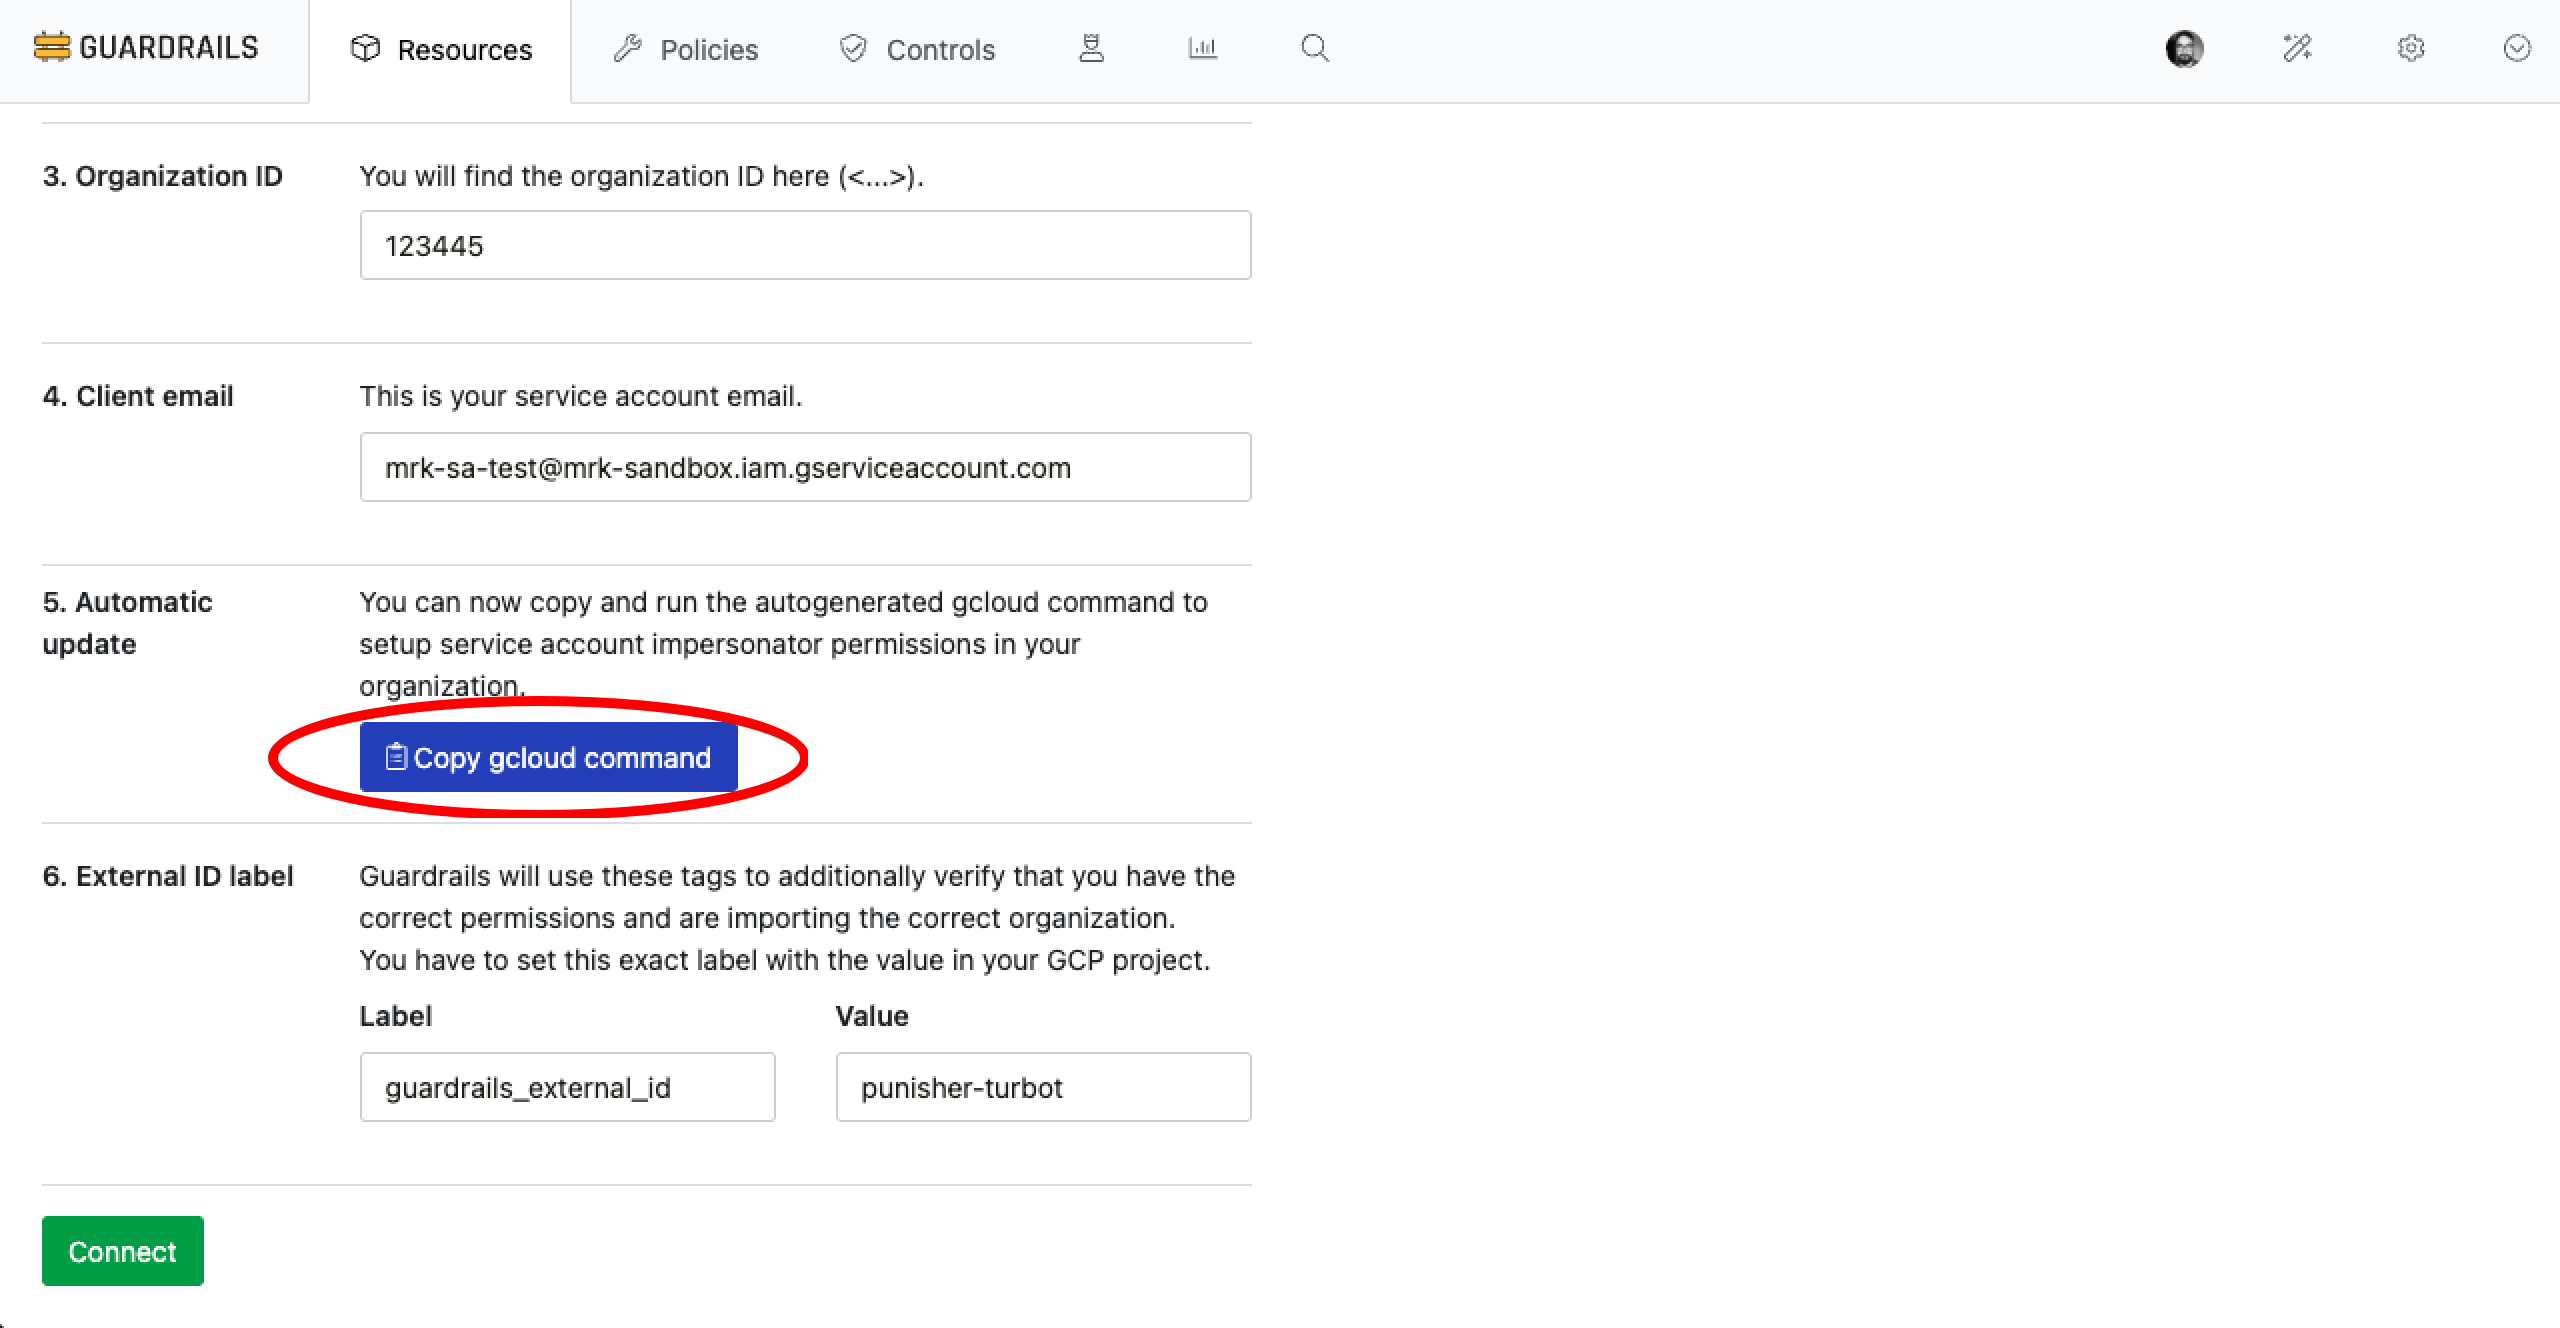 GUARDRAILS
Resources
Policies
Controls
3. Organization ID
You will find the organization ID here (<...>).
123445
4. Client email
This is your service account email.
mrk-sa-test@mrk-sandbox.iam.gserviceaccount.com
5. Automatic
update
You can now copy and run the autogenerated gcloud command to
setup service account impersonator permissions in your
organization.
Copy gcloud command
6. External ID label
Guardrails will use these tags to additionally verify that you have the
correct permissions and are importing the correct organization.
You have to set this exact label with the value in your GCP project.
Label
Value
guardrails_external_id
punisher-turbot
Connect